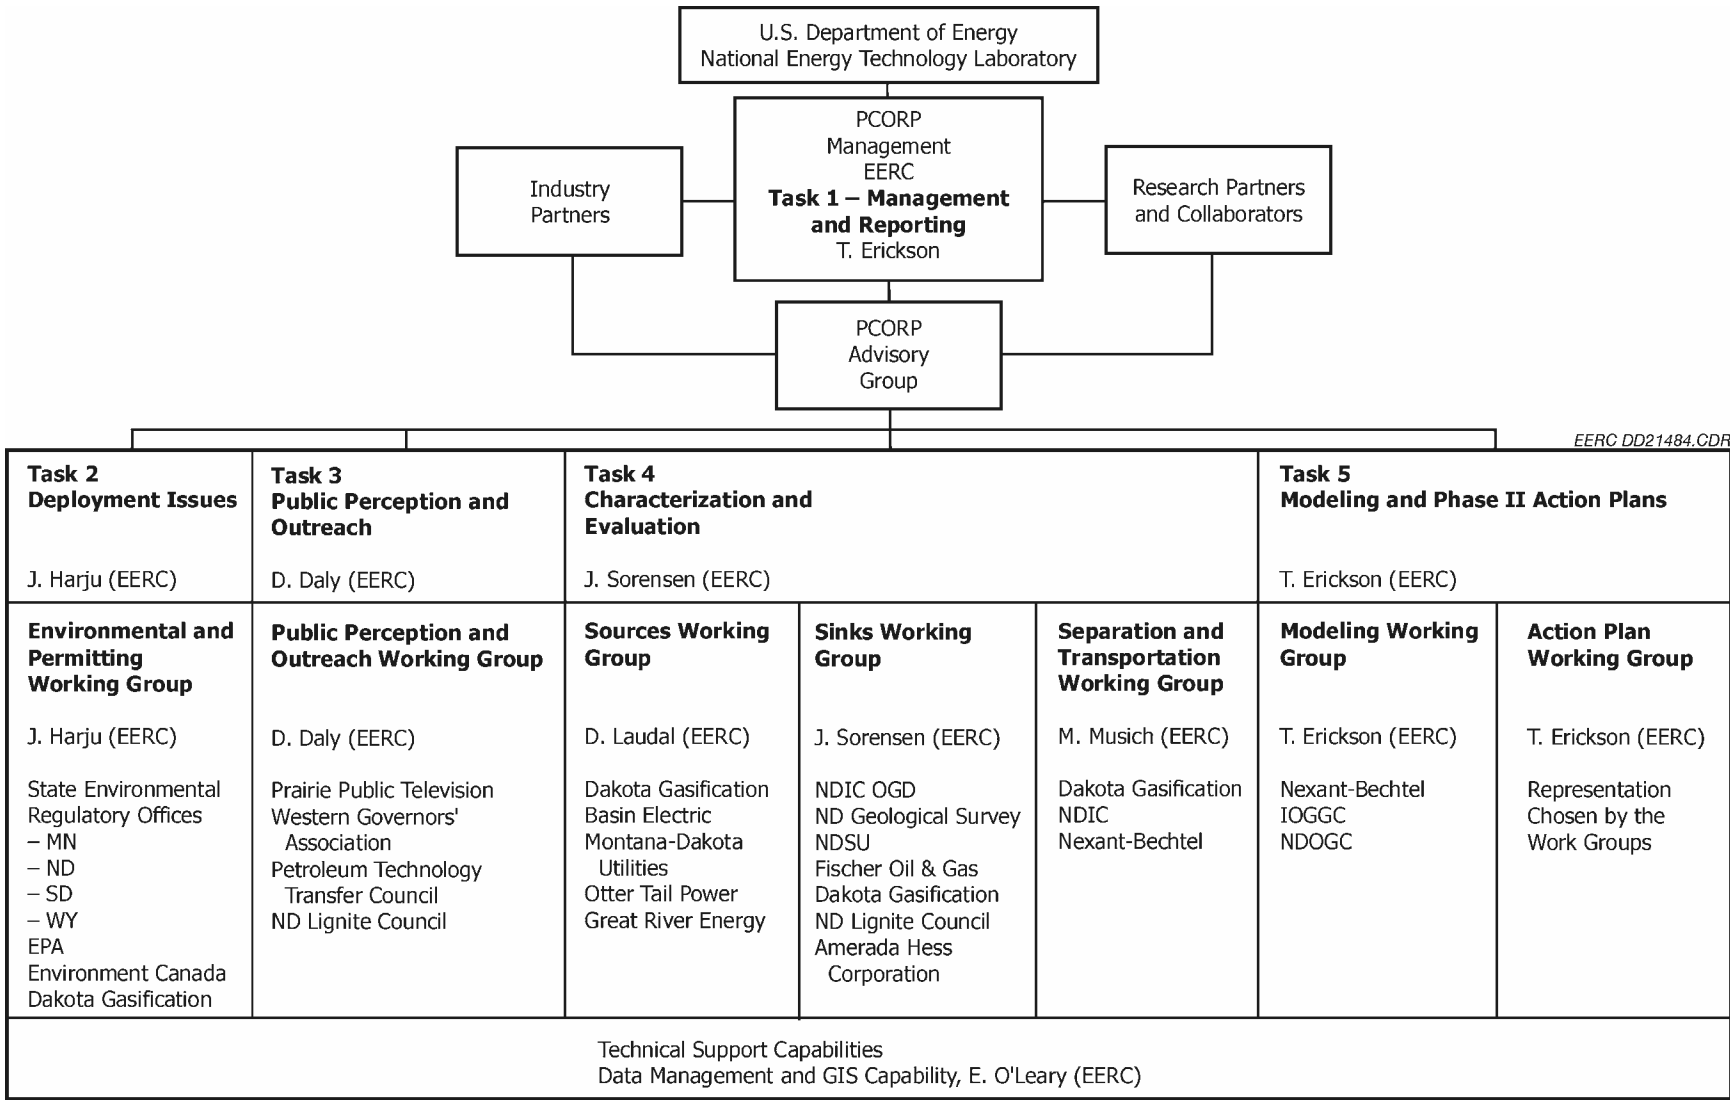 U.S. Department of Energy
National Energy Technology Laboratory
PCORP
Management
EERC
Task 1 – Management
and Reporting
T. Erickson
Industry
Partners
Research Partners
and Collaborators
PCORP
Advisory
Group
EERC DD21484.CDR
Task 2
Deployment Issues
J. Harju (EERC)
Task 3
Public Perception and
Outreach
D. Daly (EERC)
Task 4
Characterization and
Evaluation
J. Sorensen (EERC)
Task 5
Modeling and Phase II Action Plans
T. Erickson (EERC)
Environmental and
Permitting
Working Group
J. Harju (EERC)
State Environmental
Regulatory Offices
– MN
– ND
– SD
– WY
EPA
Environment Canada
Dakota Gasification
Public Perception and
Outreach Working Group
D. Daly (EERC)
Prairie Public Television
Western Governors'
Association
Petroleum Technology
Transfer Council
ND Lignite Council
Sources Working
Group
D. Laudal (EERC)
Dakota Gasification
Basin Electric
Montana-Dakota
Utilities
Otter Tail Power
Great River Energy
Sinks Working
Group
J. Sorensen (EERC)
NDIC OGD
ND Geological Survey
NDSU
Fischer Oil & Gas
Dakota Gasification
ND Lignite Council
Amerada Hess
Corporation
Separation and
Transportation
Working Group
M. Musich (EERC)
Dakota Gasification
NDIC
Nexant-Bechtel
Modeling Working
Group
T. Erickson (EERC)
Nexant-Bechtel
IOGGC
NDOGC
Action Plan
Working Group
T. Erickson (EERC)
Representation
Chosen by the
Work Groups
Technical Support Capabilities
Data Management and GIS Capability, E. O'Leary (EERC)